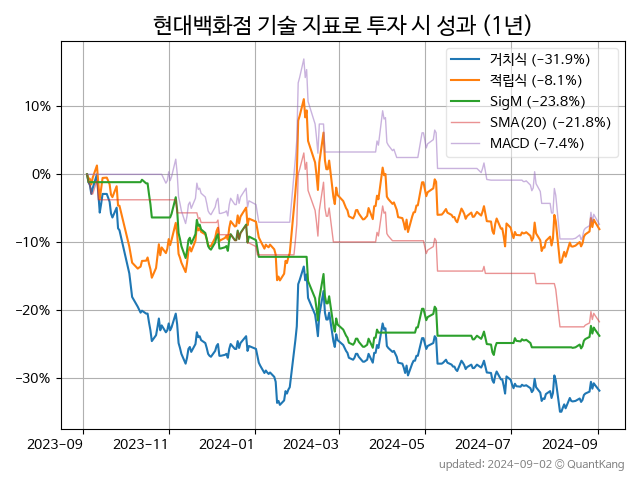 현대백화점 기술 지표로 투자 시 성과 (1년)
거치식 (−31.9%)
적립식 (−8.1%)
SigM (−23.8%)
SMA(20) (−21.8%)
MACD (−7.4%)
10%
0%
−10%
−20%
−30%
2023-09 2023-11 2024-01 2024-03 2024-05 2024-07 2024-09
updated: 2024-09-02 © QuantKang